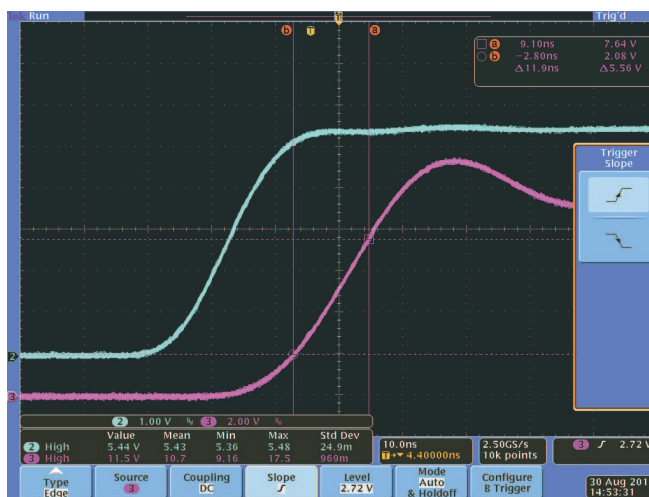 Run Trig'd
b T T a
a 9.10ns 7.64 V
b −2.80ns 2.08 V
Δ11.9ns Δ5.56 V
Trigger
Slope
2
3
2 1.00 V 3 2.00 V
Value Mean Min Max Std Dev
2 High 5.44 V 5.43 5.36 5.48 24.9m
3 High 11.5 V 10.7 9.16 17.5 969m
10.0ns
T→▼ 4.40000ns
2.50GS/s
10k points
3 2.72 V
Type
Edge
Source
3
Coupling
DC
Slope
Level
2.72 V
Mode
Auto
& Holdoff
Configure
B Trigger
30 Aug 201
14:53:31